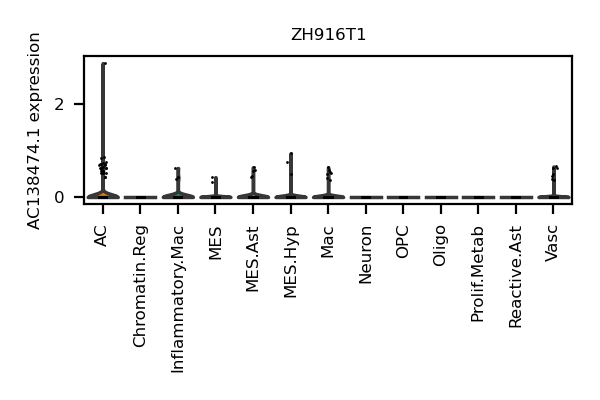 ZH916T1
AC138474.1 expression
2
0
AC
Chromatin.Reg
Inflammatory.Mac
MES
MES.Ast
MES.Hyp
Mac
Neuron
OPC
Oligo
Prolif.Metab
Reactive.Ast
Vasc